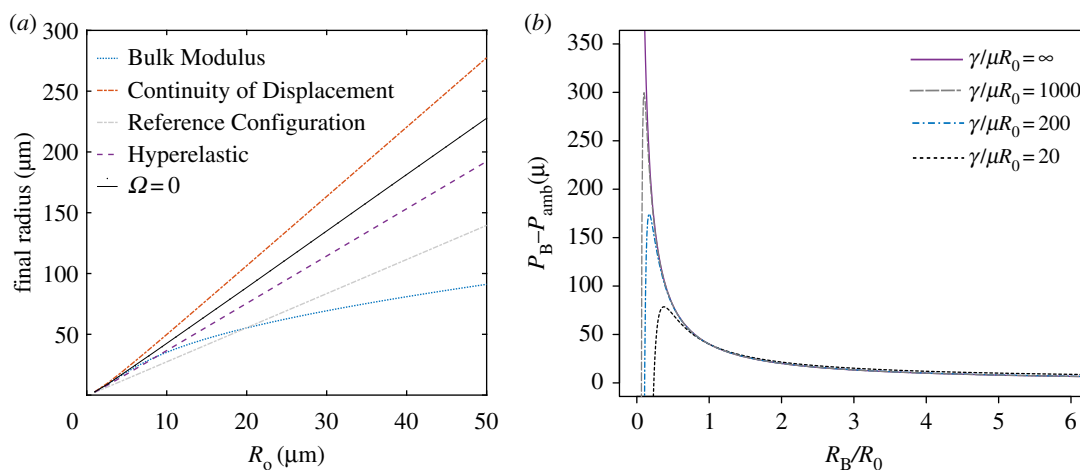 (a)
300
250
200
150
100
50
0
10
20
30
40
50
final radius (μm)
R_o (μm)
Bulk Modulus
Continuity of Displacement
Reference Configuration
Hyperelastic
Ω = 0
(b)
350
300
250
200
150
100
50
0
0
1
2
3
4
5
6
P_B – P_amb (μ)
R_B/R_0
γ/μR_0 = ∞
γ/μR_0 = 1000
γ/μR_0 = 200
γ/μR_0 = 20